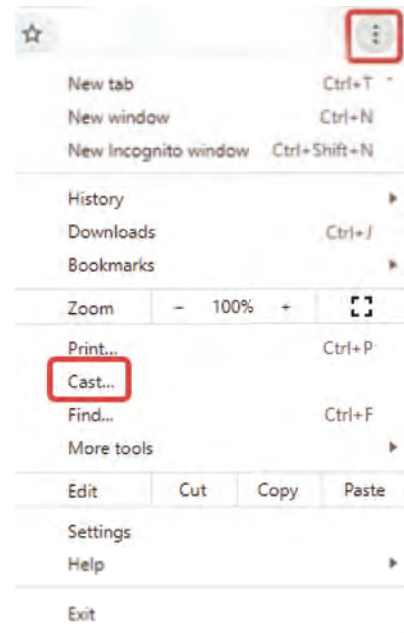 New tab Ctrl+T
New window Ctrl+N
New Incognito window Ctrl+Shift+N
History
Downloads Ctrl+J
Bookmarks
Zoom - 100% +
Print... Ctrl+P
Cast...
Find... Ctrl+F
More tools
Edit Cut Copy Paste
Settings
Help
Exit